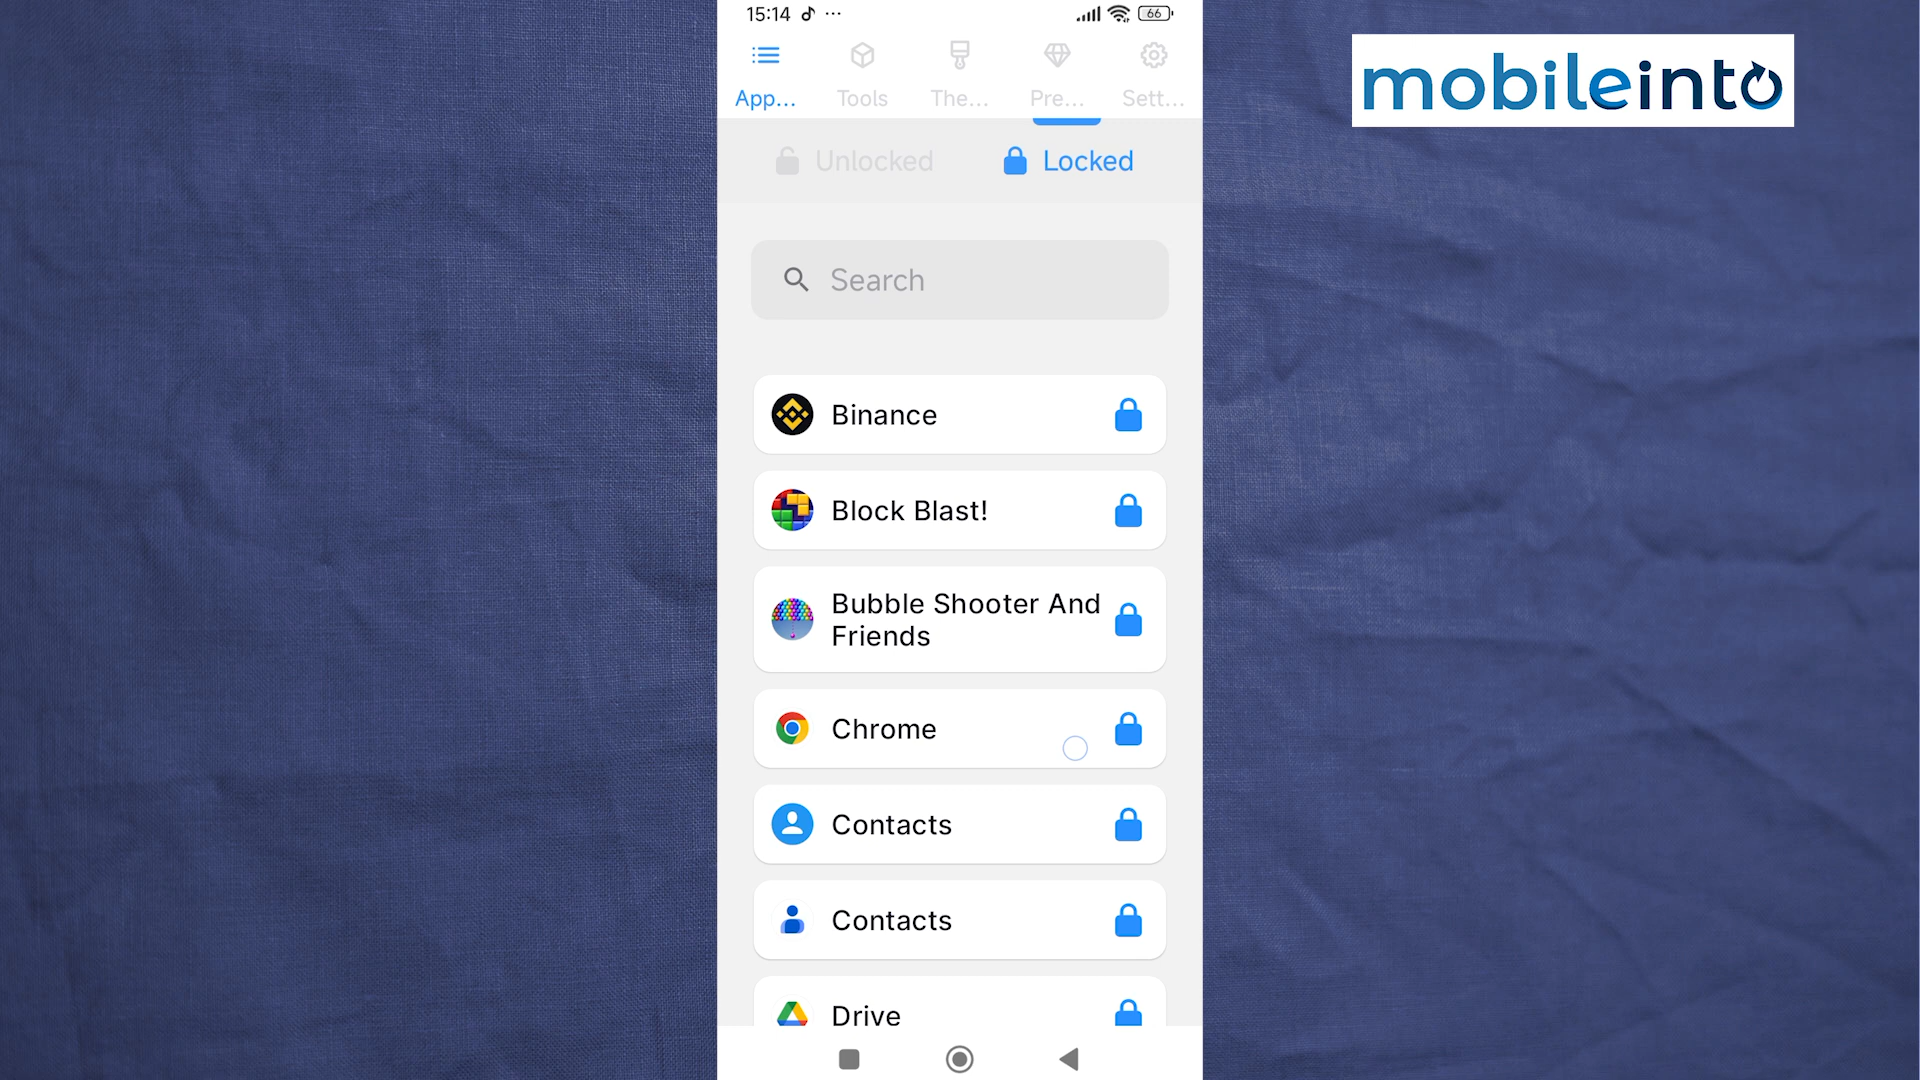 15:14
66
mobileinto
App...
Tools
The...
Pre...
Sett...
Unlocked
Locked
Search
Binance
Block Blast!
Bubble Shooter And
Friends
Chrome
Contacts
Contacts
Drive